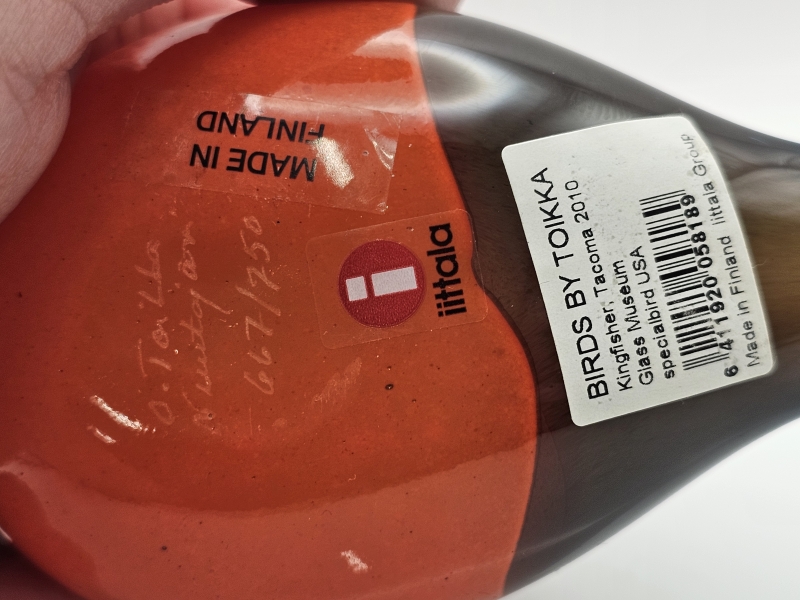 MADE IN
FINLAND
O. Toikka
667/750
iittala
BIRDS BY TOIKKA
Kingfisher, Tacoma 2010
Glass Museum
specialbird USA
6 411920 058189
Made in Finland iittala Group